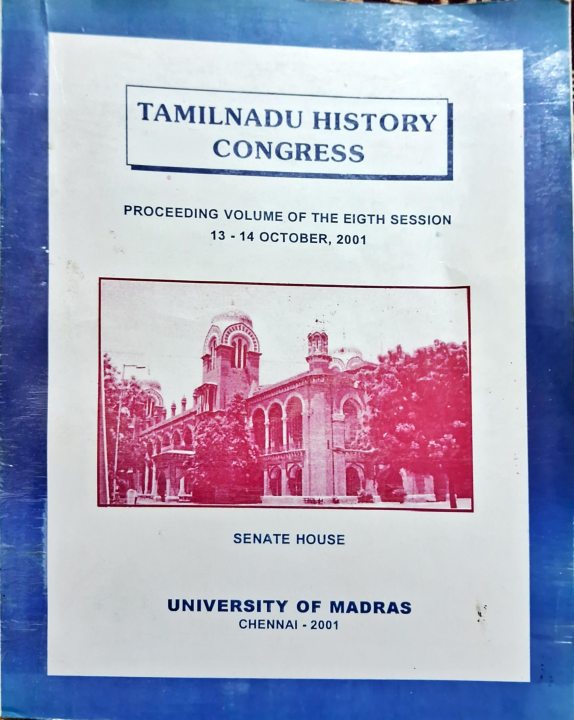 TAMILNADU HISTORY
CONGRESS
PROCEEDING VOLUME OF THE EIGTH SESSION
13 - 14 OCTOBER, 2001
SENATE HOUSE
UNIVERSITY OF MADRAS
CHENNAI - 2001